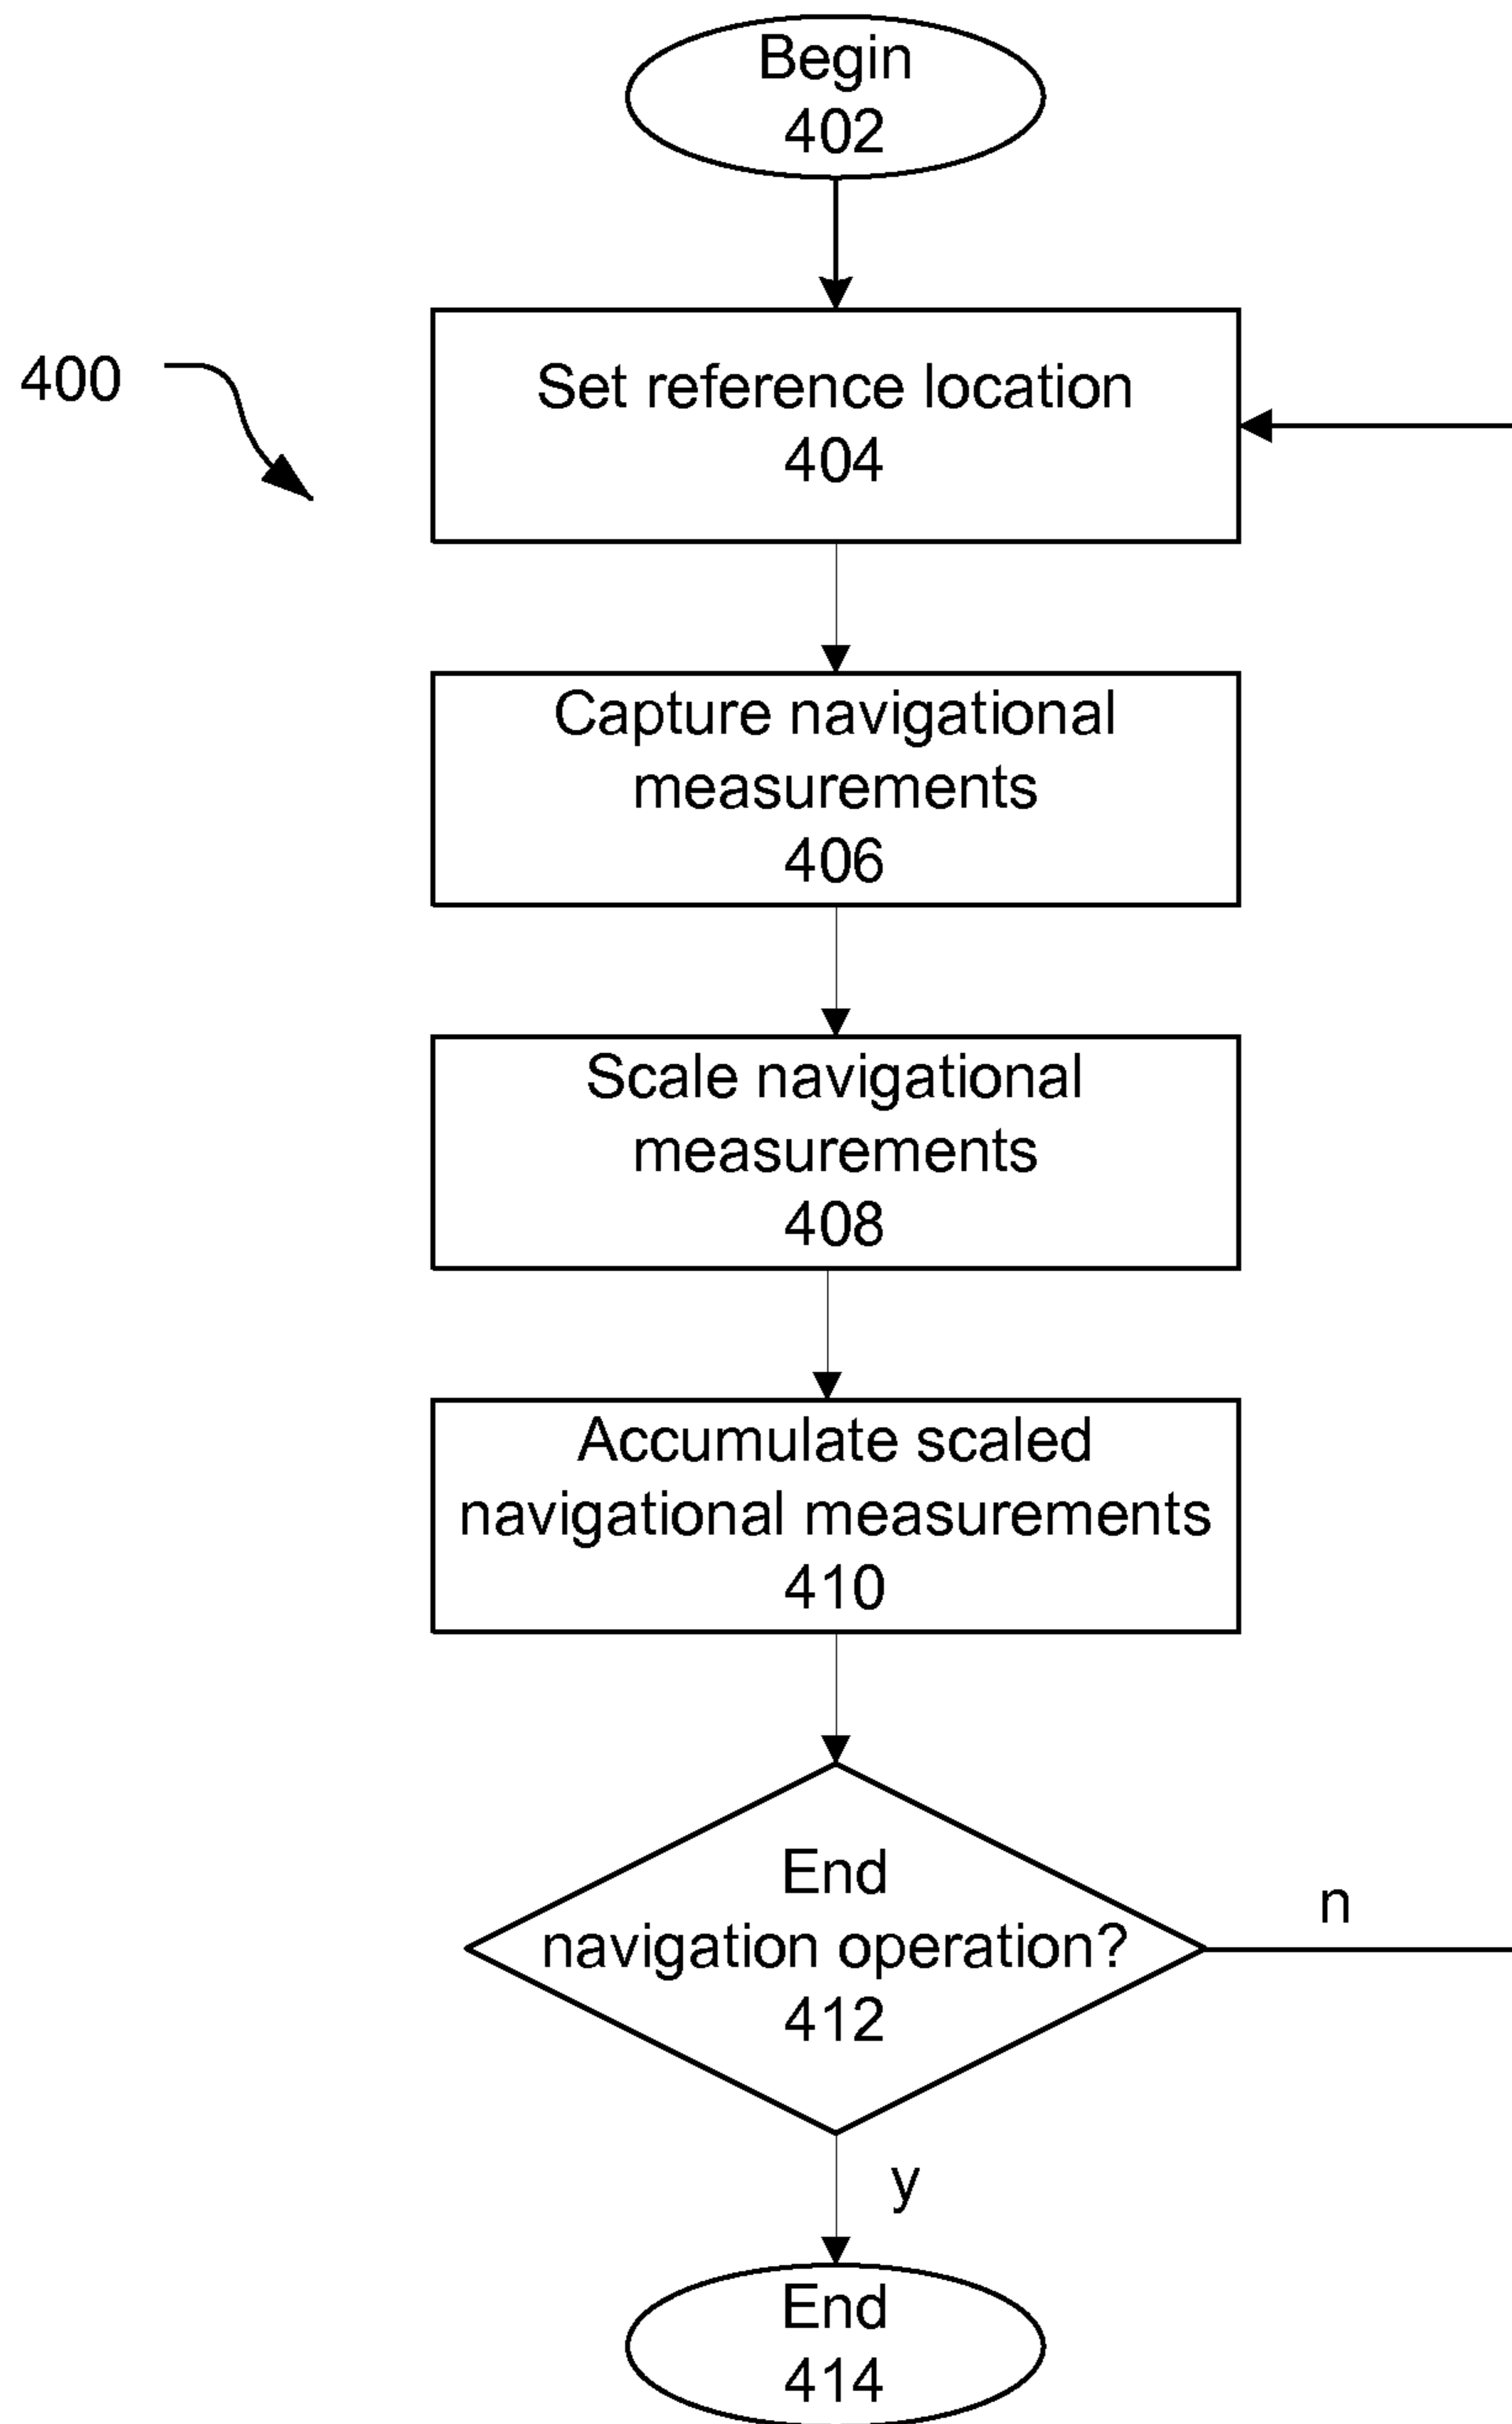 Begin
402
400
Set reference location
404
Capture navigational
measurements
406
Scale navigational
measurements
408
Accumulate scaled
navigational measurements
410
End
navigation operation?
412
n
y
End
414